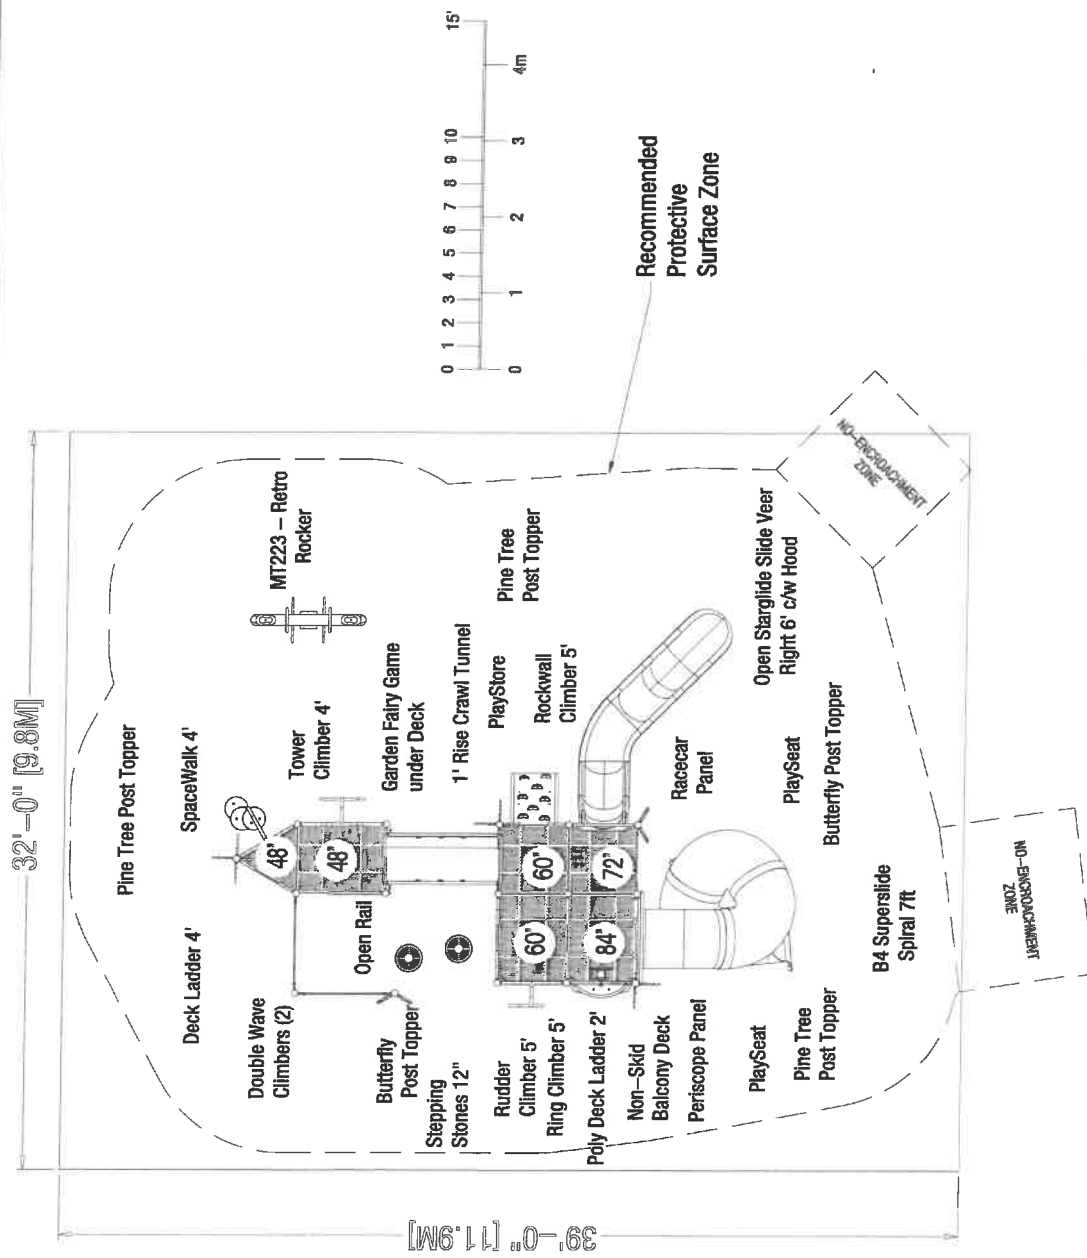 32'-0" [9.8M]
39'-0" [11.9M]
0 1 2 3 4 5 6 7 8 9 10 15'
0 1 2 3 4m
Recommended
Protective
Surface Zone
NO-ENCROACHMENT
ZONE
NO-ENCROACHMENT
ZONE
Pine Tree Post Topper
SpaceWalk 4'
Deck Ladder 4'
MT223 – Retro
Rocker
Tower
Climber 4'
Double Wave
Climbers (2)
Garden Fairy Game
under Deck
Open Rail
Butterfly
Post Topper
Stepping
Stones 12"
1' Rise Crawl Tunnel
PlayStore
Pine Tree
Post Topper
Rockwall
Climber 5'
Rudder
Climber 5'
Ring Climber 5'
Poly Deck Ladder 2'
Non-Skid
Balcony Deck
Periscope Panel
Racecar
Panel
Open Starglide Slide Veer
Right 6' c/w Hood
PlaySeat
Butterfly Post Topper
PlaySeat
Pine Tree
Post Topper
B4 Superslide
Spiral 7ft
48"
48"
60"
72"
60"
84"